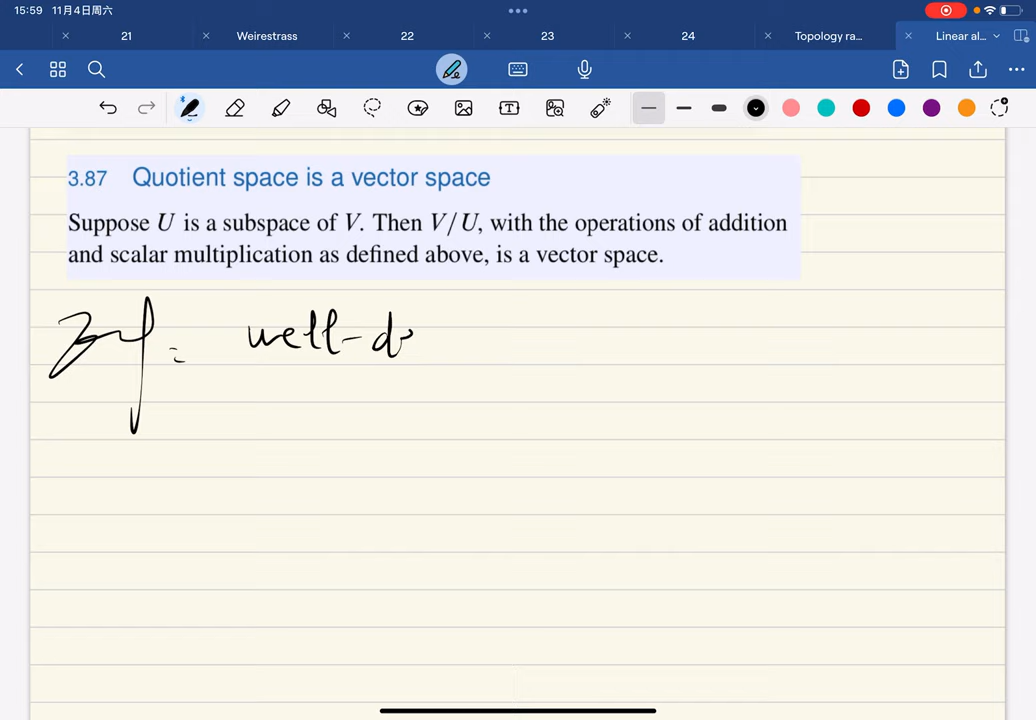 15:59 11月4日周六
21 Weirestrass 22 23 24 Topology ra... Linear al...
3.87 Quotient space is a vector space
Suppose U is a subspace of V. Then V/U, with the operations of addition
and scalar multiplication as defined above, is a vector space.
well-de